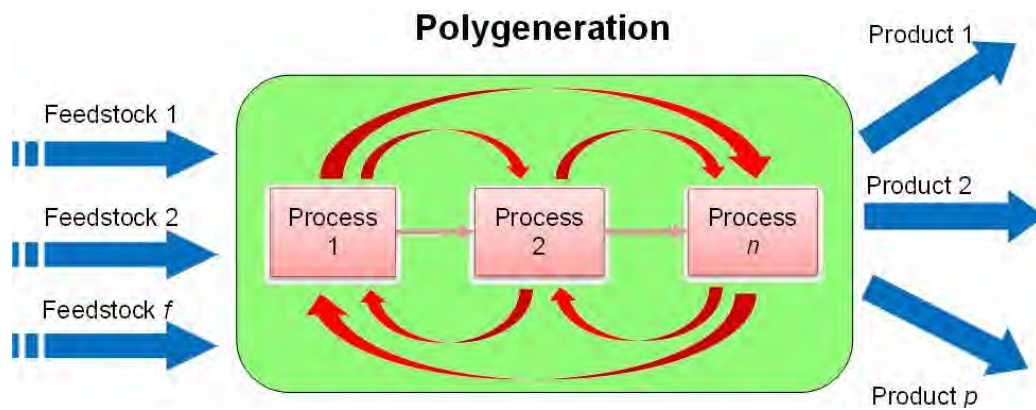 Polygeneration
Feedstock 1
Feedstock 2
Feedstock f
Process
1
Process
2
Process
n
Product 1
Product 2
Product p